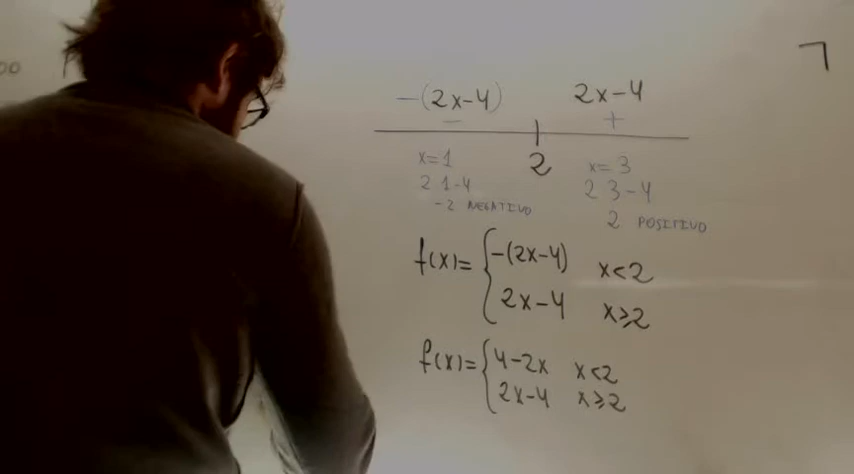 -(2x-4) 2x-4
- +
2
x=1 x=3
2 1-4 2 3-4
-2 NEGATIVO 2 POSITIVO
f(x)= { -(2x-4) x<2
2x-4 x≥2
f(x)= { 4-2x x<2
2x-4 x≥2